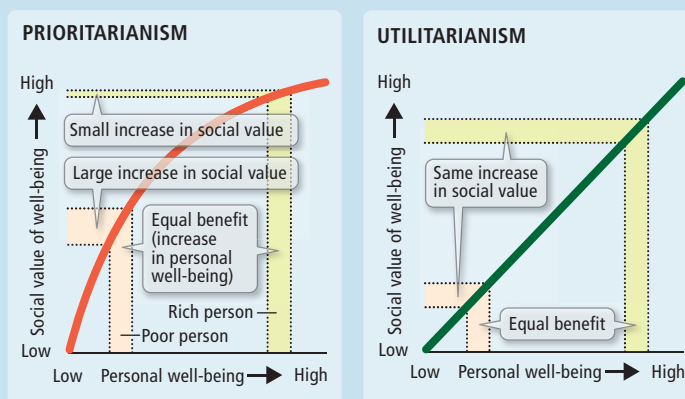 PRIORITARIANISM
High
Social value of well-being
Small increase in social value
Large increase in social value
Equal benefit
(increase
in personal
well-being)
Rich person
Poor person
Low
Low Personal well-being High
UTILITARIANISM
High
Social value of well-being
Same increase
in social value
Equal benefit
Low
Low Personal well-being High